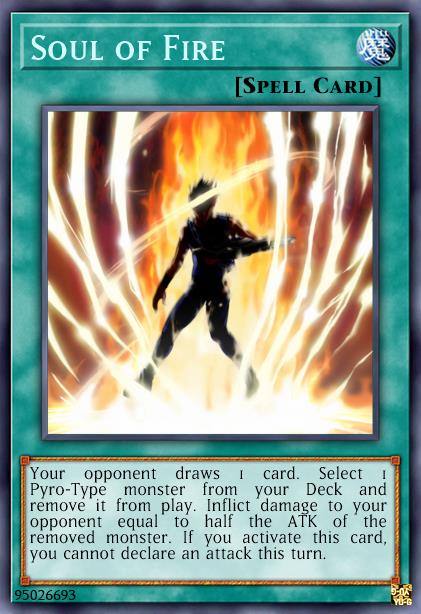 Soul of Fire
魔
[Spell Card]
Your opponent draws 1 card. Select 1
Pyro-Type monster from your Deck and
remove it from play. Inflict damage to your
opponent equal to half the ATK of the
removed monster. If you activate this card,
you cannot declare an attack this turn.
95026693